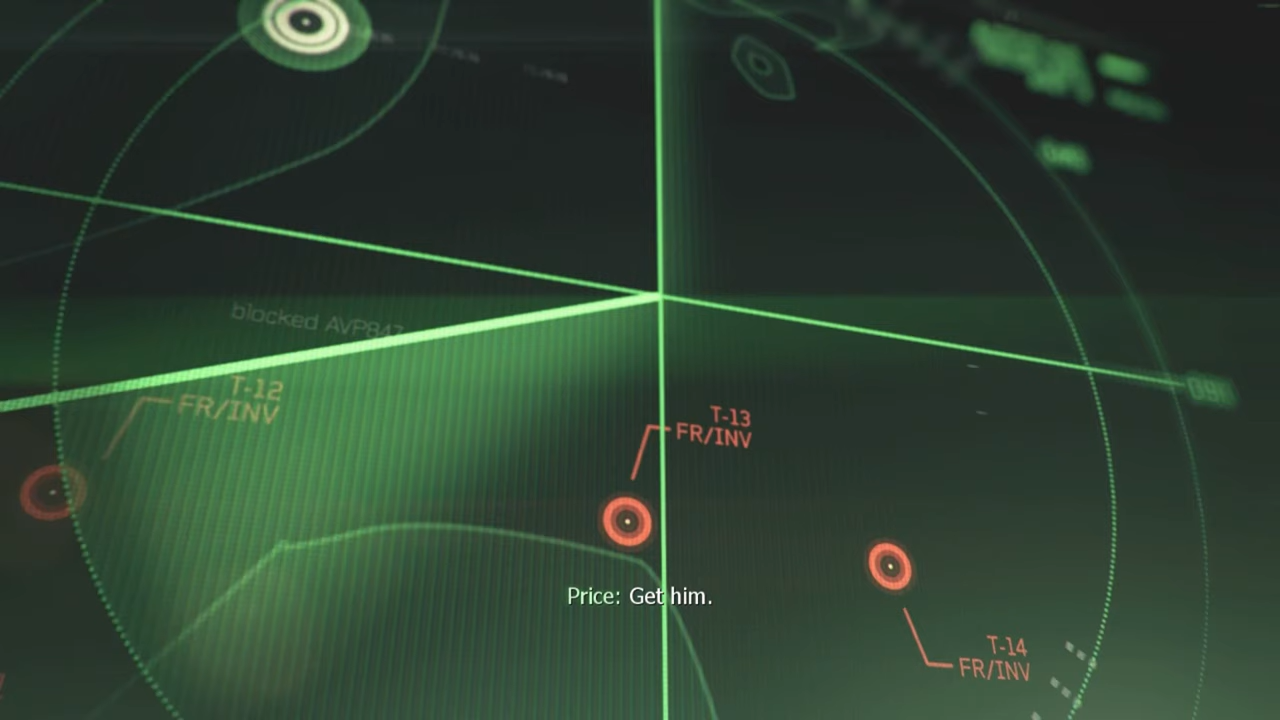 blocked AVP847
T-12
FR/INV
T-13
FR/INV
Price: Get him.
T-14
FR/INV